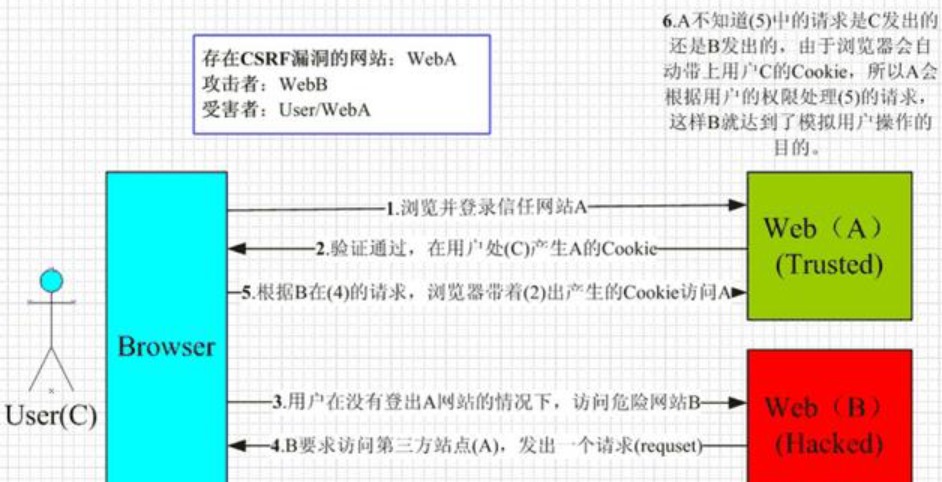 6.A不知道(5)中的请求是C发出的
还是B发出的，由于浏览器会自
动带上用户C的Cookie，所以A会
根据用户的权限处理(5)的请求，
这样B就达到了模拟用户操作的
目的。
存在CSRF漏洞的网站：WebA
攻击者：WebB
受害者：User/WebA
1.浏览并登录信任网站A
2.验证通过，在用户处(C)产生A的Cookie
5.根据B在(4)的请求，浏览器带着(2)出产生的Cookie访问A
Web（A）
(Trusted)
Browser
User(C)
3.用户在没有登出A网站的情况下，访问危险网站B
4.B要求访问第三方站点(A)，发出一个请求(requset)
Web（B）
(Hacked)